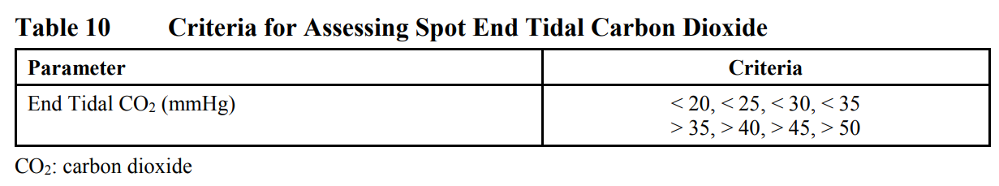 Table 10 Criteria for Assessing Spot End Tidal Carbon Dioxide
Parameter Criteria
End Tidal CO₂ (mmHg) < 20, < 25, < 30, < 35
> 35, > 40, > 45, > 50
CO₂: carbon dioxide